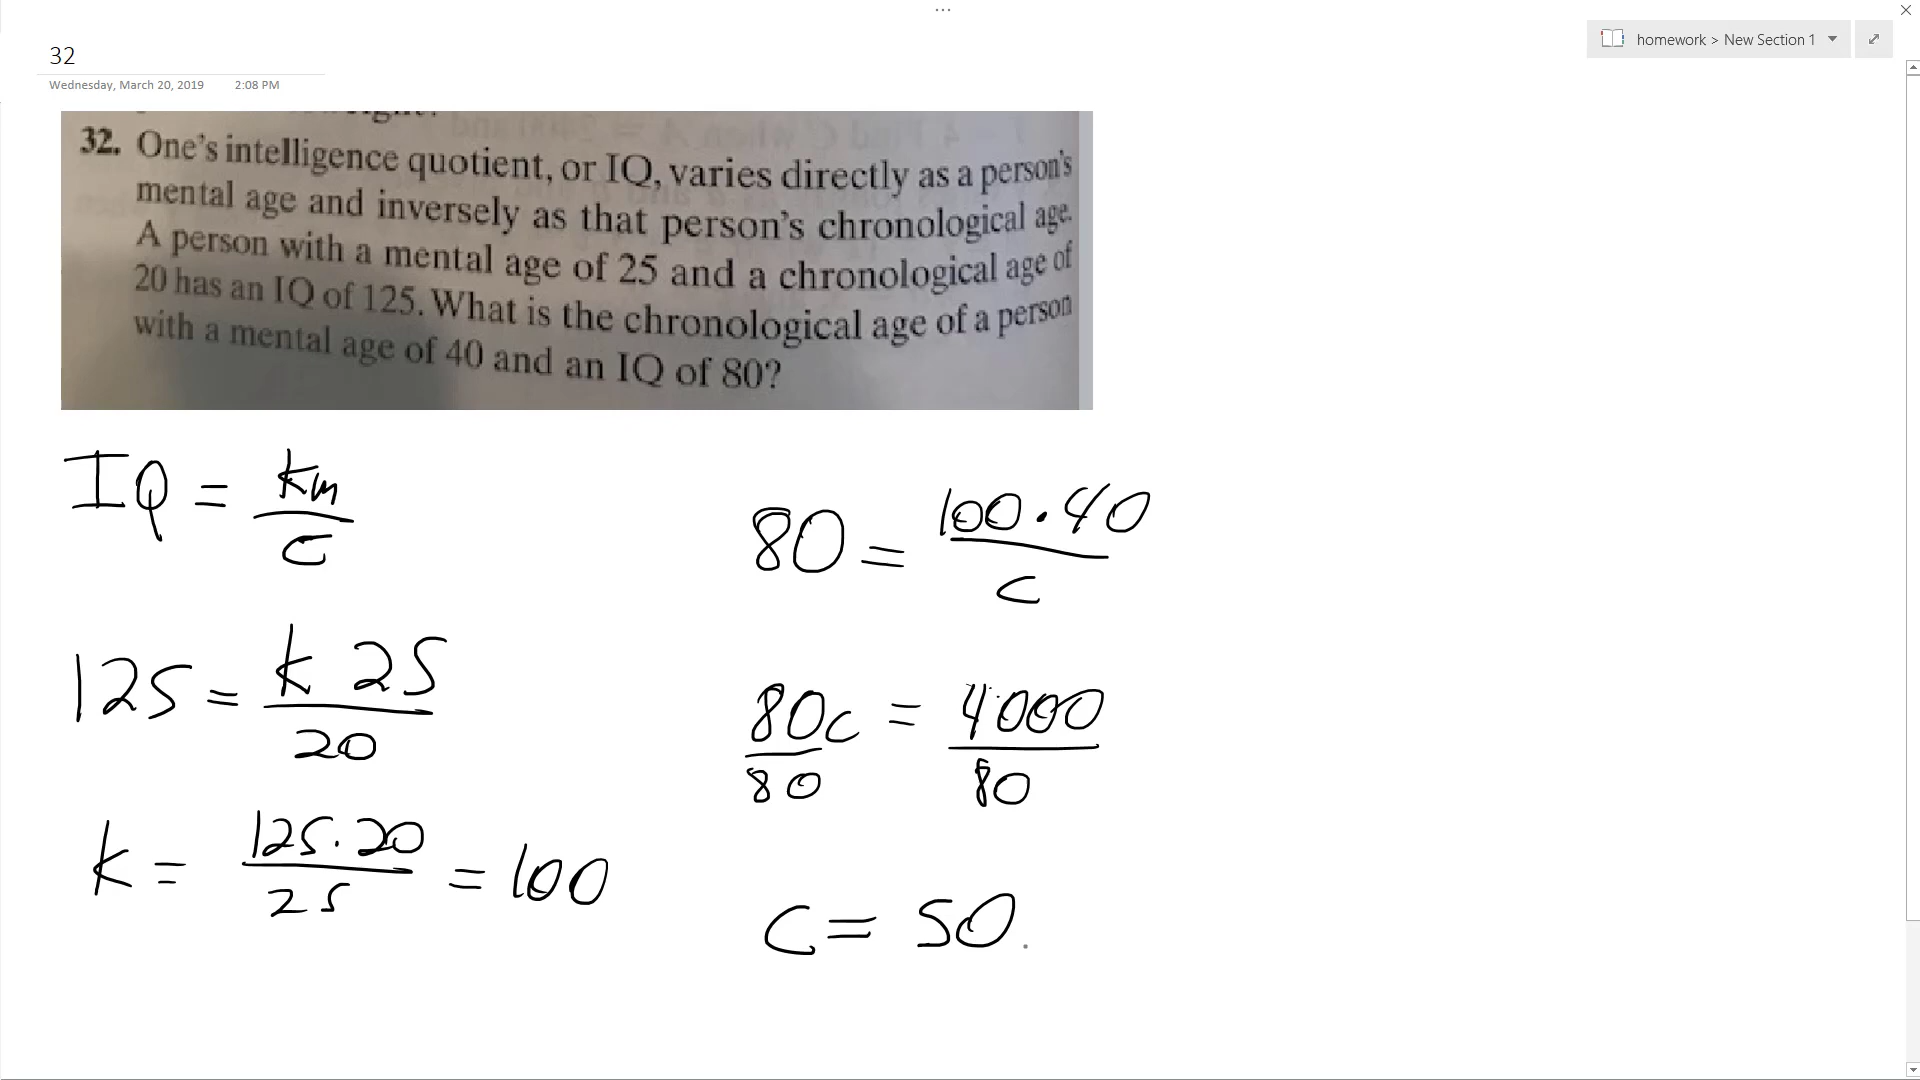 ...
homework > New Section 1
32
Wednesday, March 20, 2019 2:08 PM
32. One's intelligence quotient, or IQ, varies directly as a person's
mental age and inversely as that person's chronological age.
A person with a mental age of 25 and a chronological age of
20 has an IQ of 125. What is the chronological age of a person
with a mental age of 40 and an IQ of 80?
IQ = km
c
125 = k 25
20
k = 125 · 20 = 100
25
80 = 100 · 40
c
80c = 4000
80 80
c = 50.